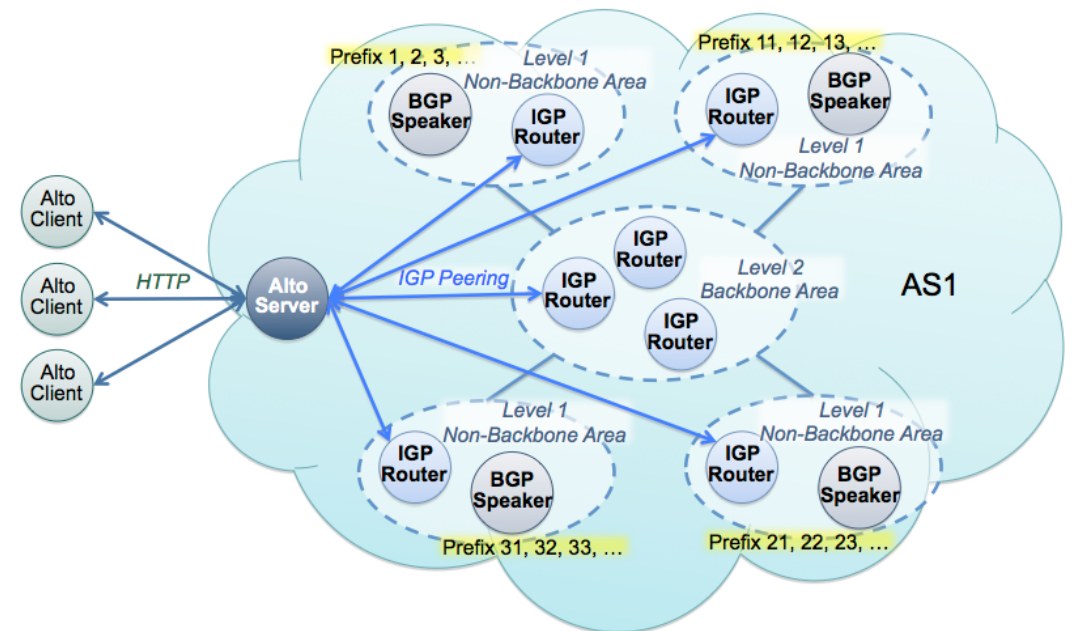 Prefix 1, 2, 3, …
Level 1
Non-Backbone Area
BGP
Speaker
IGP
Router
Prefix 11, 12, 13, …
IGP
Router
BGP
Speaker
Level 1
Non-Backbone Area
Alto
Client
Alto
Client
Alto
Client
HTTP
Alto
Server
IGP Peering
IGP
Router
IGP
Router
IGP
Router
Level 2
Backbone Area
AS1
Level 1
Non-Backbone Area
IGP
Router
BGP
Speaker
Prefix 31, 32, 33, …
Level 1
Non-Backbone Area
IGP
Router
BGP
Speaker
Prefix 21, 22, 23, …